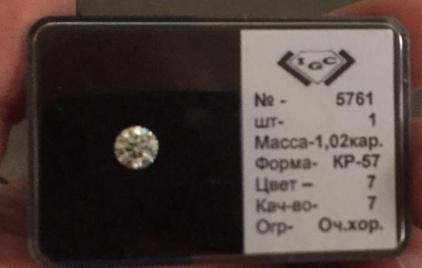 IGC
№ - 5761
шт- 1
Масса-1,02кар.
Форма- КР-57
Цвет – 7
Кач-во- 7
Огр- Оч.хор.